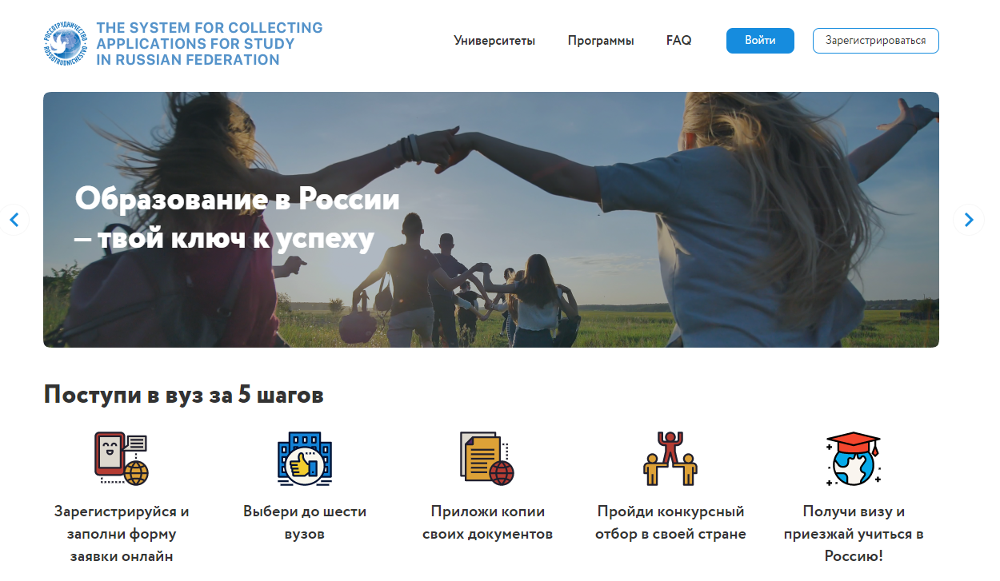 РОССОТРУДНИЧЕСТВО
ROSSOTRUDNICHESTVO
THE SYSTEM FOR COLLECTING
APPLICATIONS FOR STUDY
IN RUSSIAN FEDERATION
Университеты
Программы
FAQ
Войти
Зарегистрироваться
Образование в России
– твой ключ к успеху
Поступи в вуз за 5 шагов
Зарегистрируйся и
заполни форму
заявки онлайн
Выбери до шести
вузов
Приложи копии
своих документов
Пройди конкурсный
отбор в своей стране
Получи визу и
приезжай учиться в
Россию!